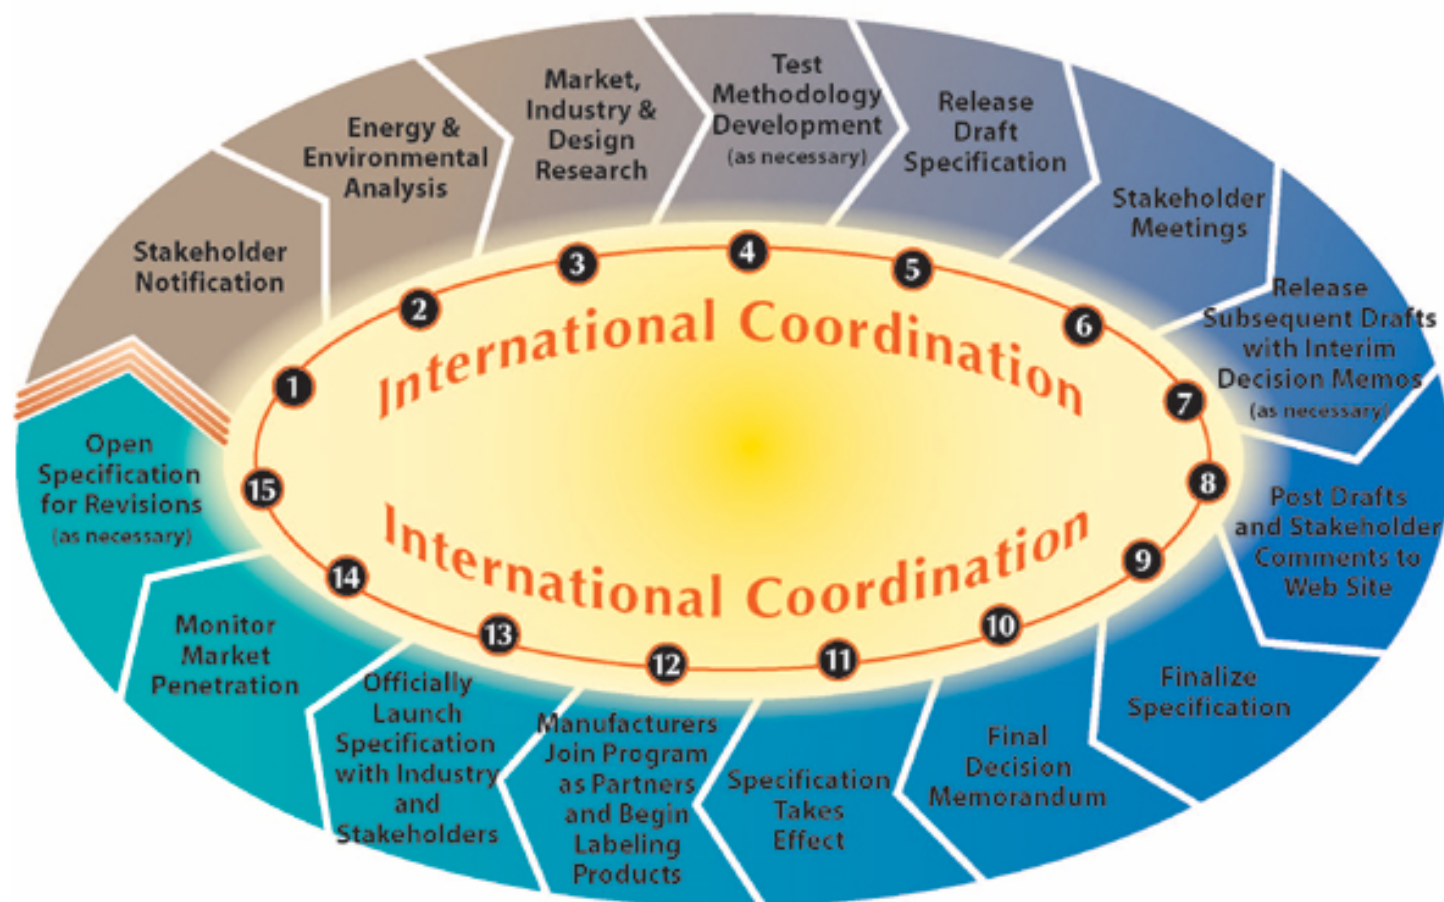 Stakeholder
Notification
Energy &
Environmental
Analysis
Market,
Industry &
Design
Research
Test
Methodology
Development
(as necessary)
Release
Draft
Specification
Stakeholder
Meetings
Release
Subsequent Drafts
with Interim
Decision Memos
(as necessary)
Post Drafts
and Stakeholder
Comments to
Web Site
Finalize
Specification
Final
Decision
Memorandum
Specification
Takes
Effect
Manufacturers
Join Program
as Partners
and Begin
Labeling
Products
Officially
Launch
Specification
with Industry
and
Stakeholders
Monitor
Market
Penetration
Open
Specification
for Revisions
(as necessary)
1
2
3
4
5
6
7
8
9
10
11
12
13
14
15
International Coordination
International Coordination